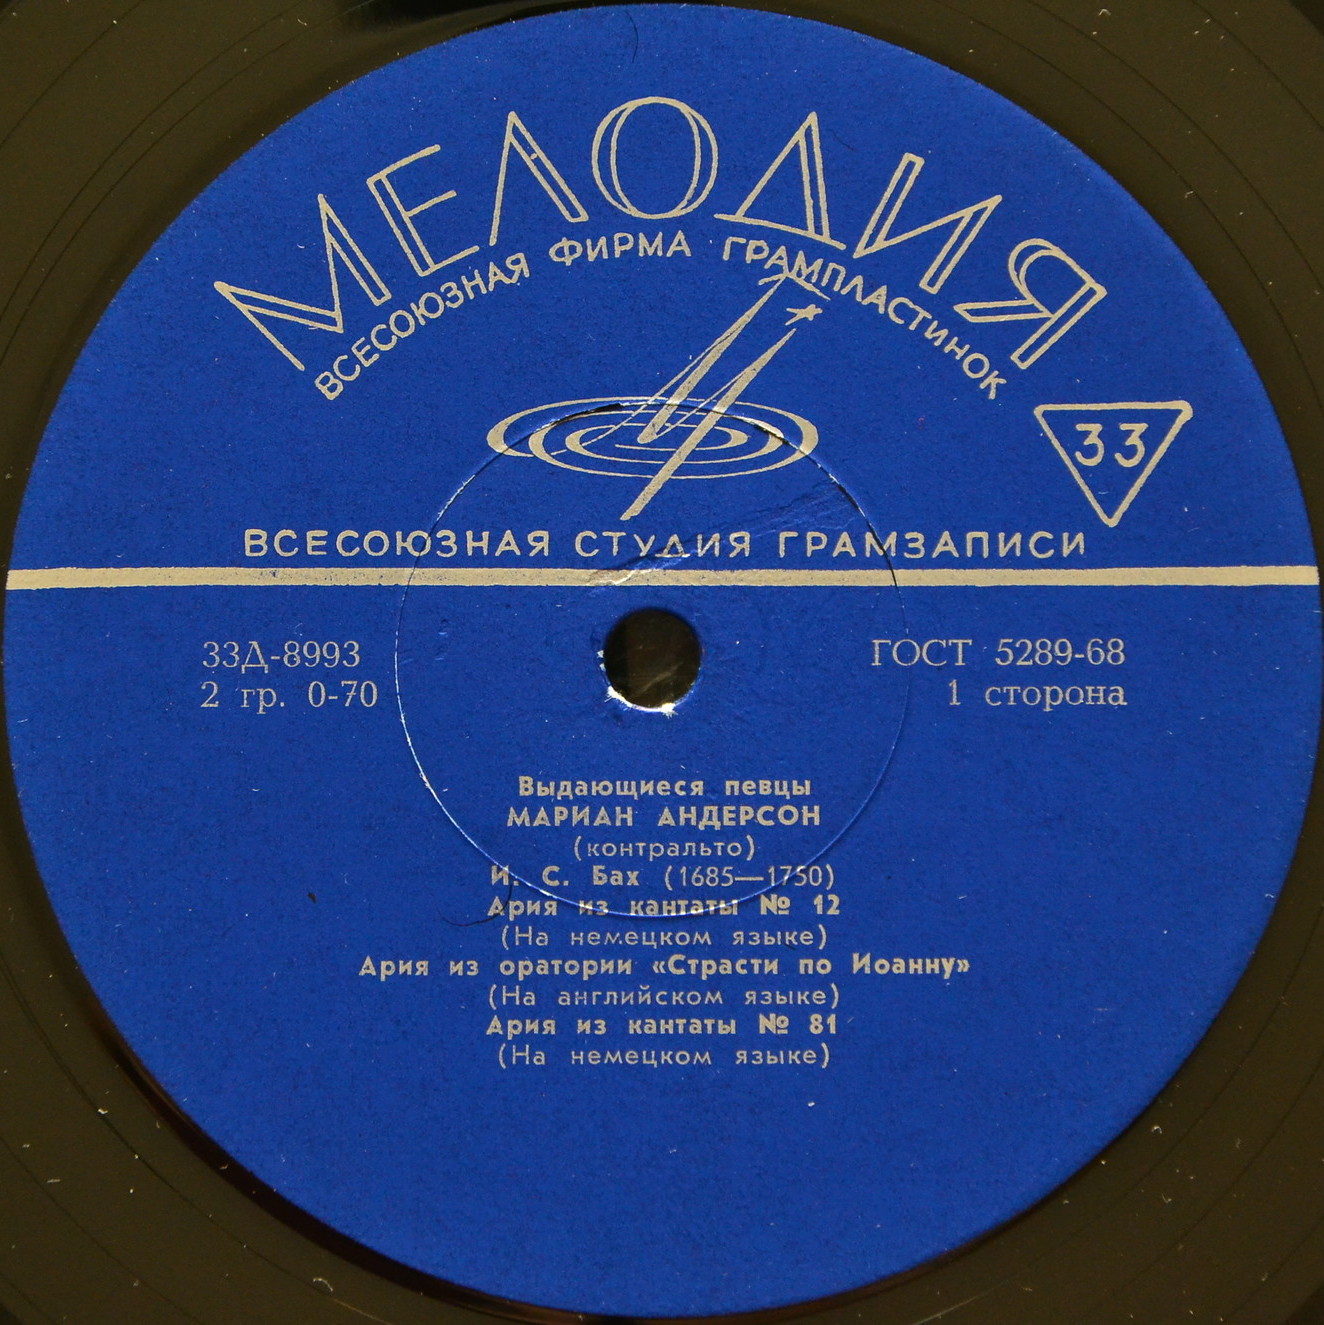 МЕЛОДИЯ
ВСЕСОЮЗНАЯ ФИРМА ГРАМПЛАСТИНОК
33
ВСЕСОЮЗНАЯ СТУДИЯ ГРАМЗАПИСИ
33Д-8993 ГОСТ 5289-68
2 гр. 0-70 1 сторона
Выдающиеся певцы
МАРИАН АНДЕРСОН
(контральто)
И. С. Бах (1685—1750)
Ария из кантаты № 12
(На немецком языке)
Ария из оратории «Страсти по Иоанну»
(На английском языке)
Ария из кантаты № 81
(На немецком языке)